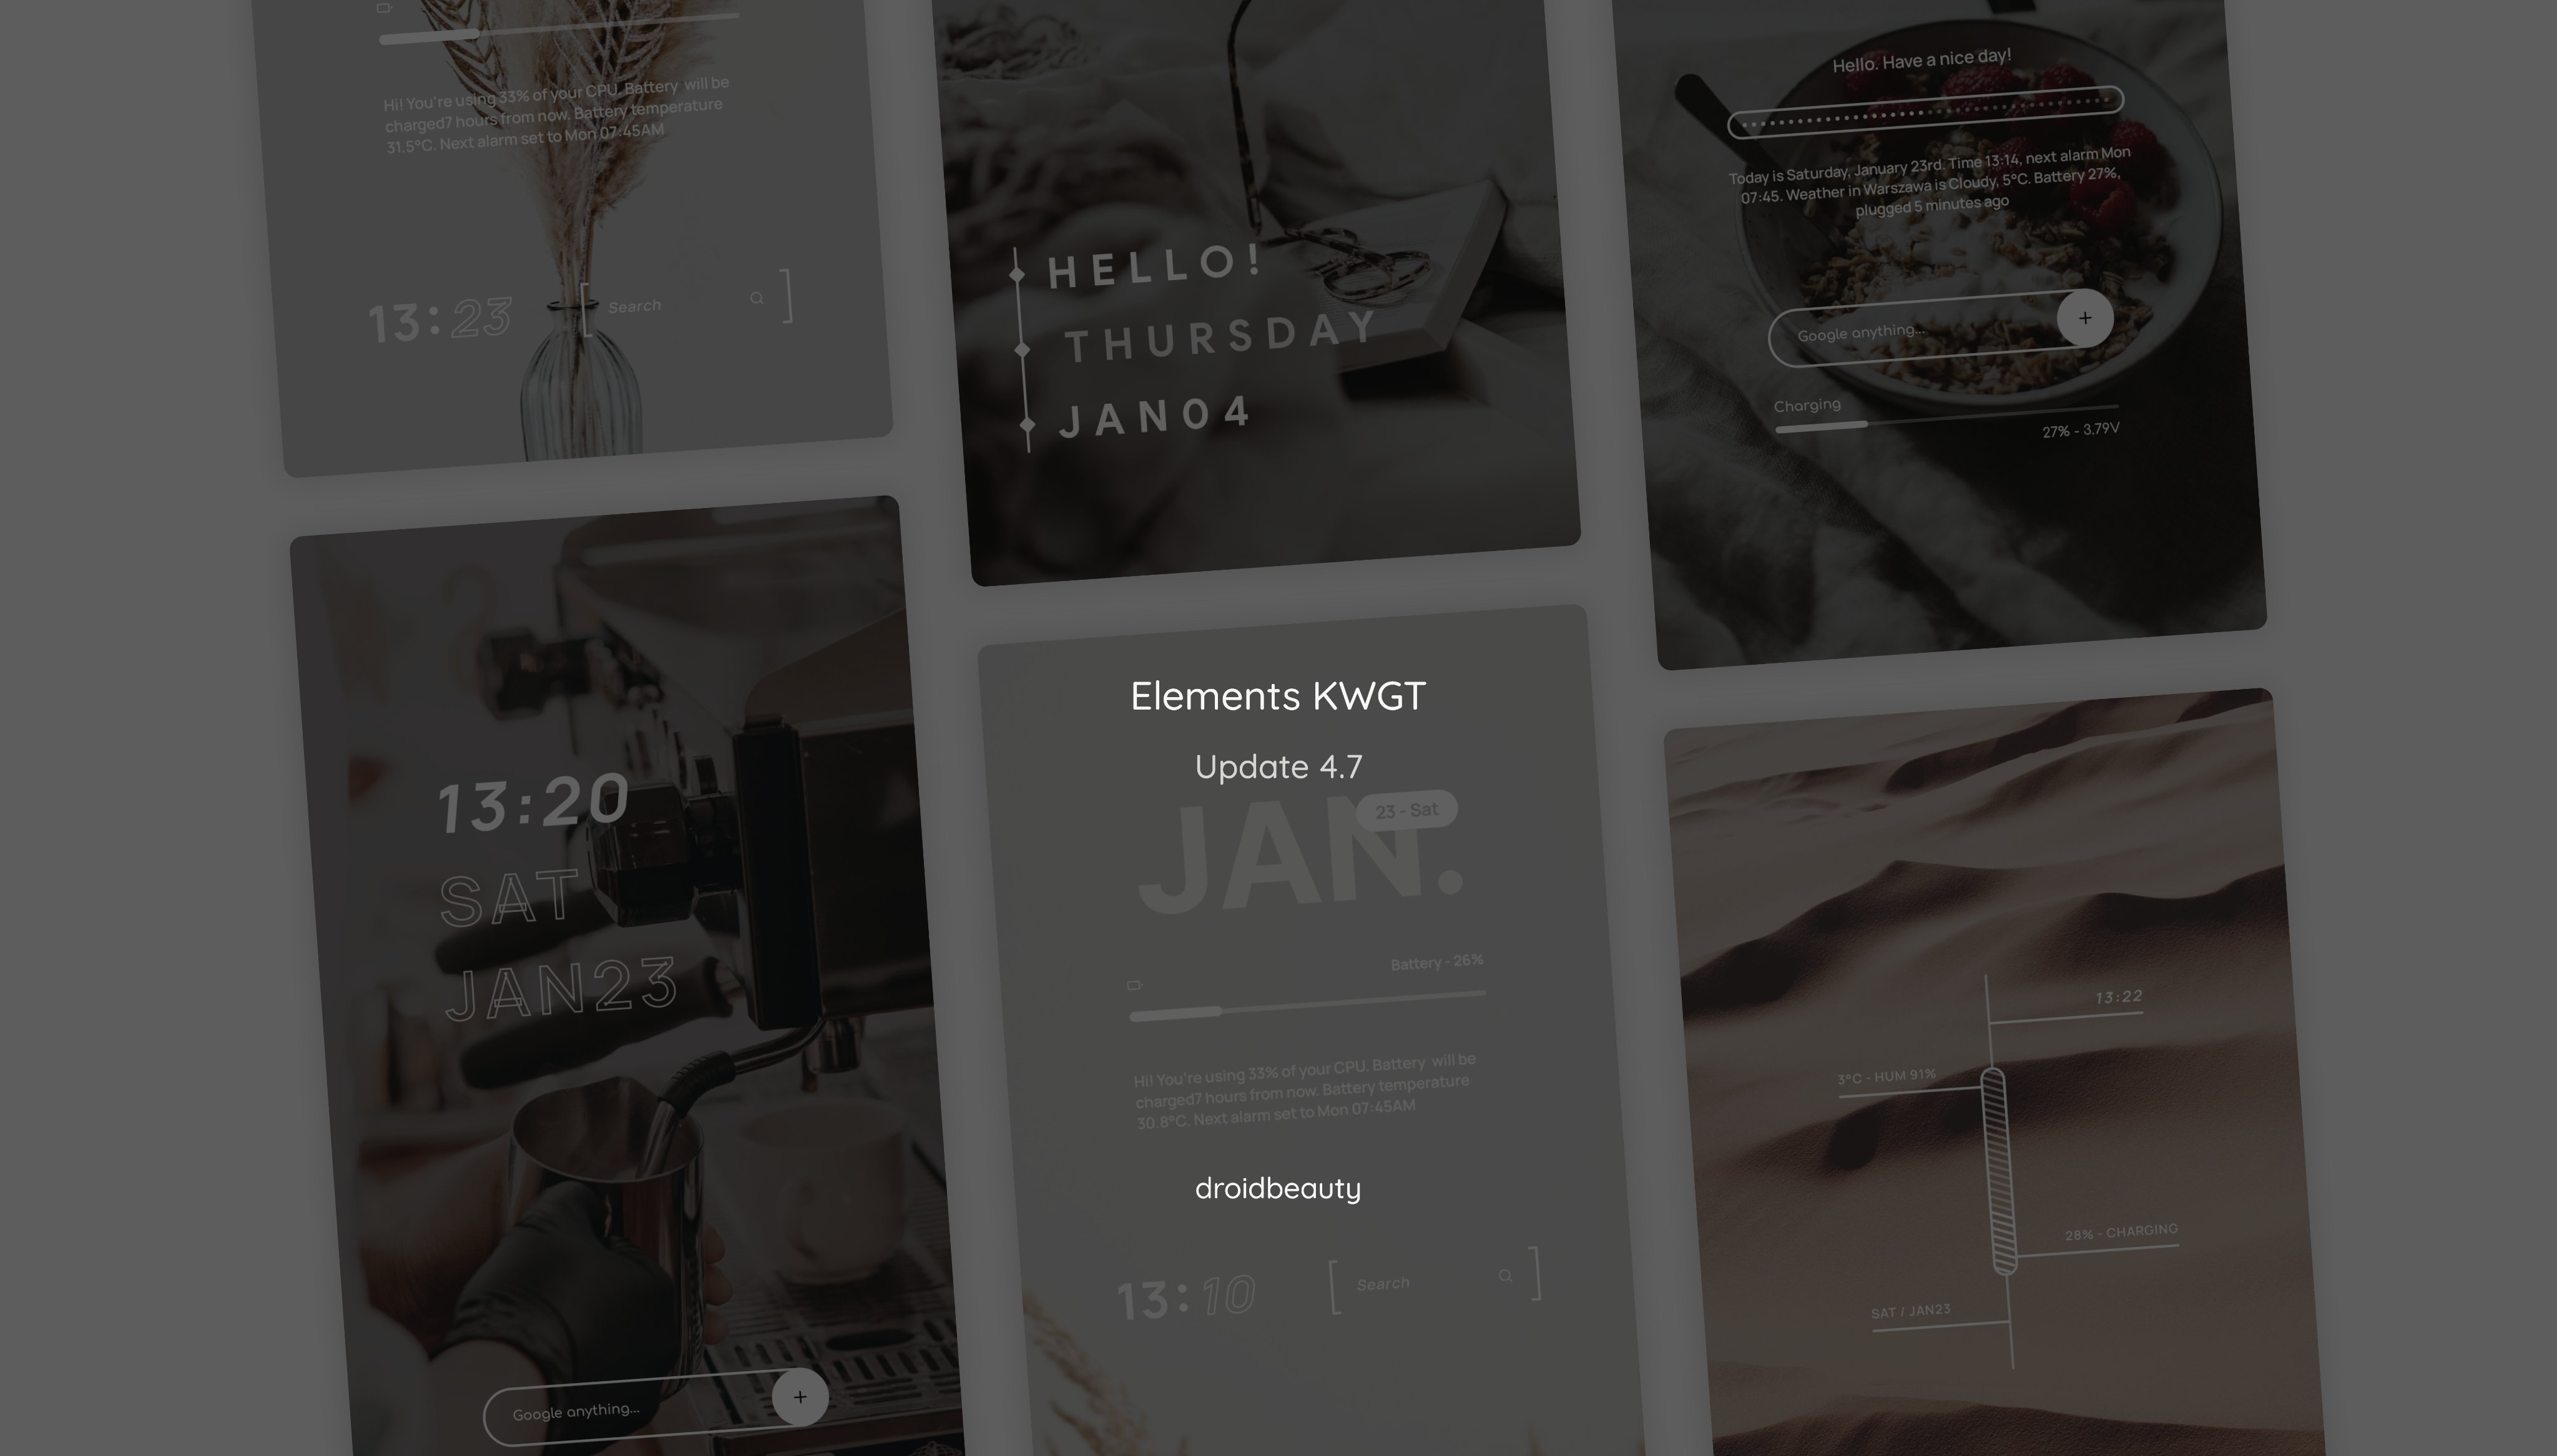 Hi! You're using 33% of your CPU. Battery  will be
charged7 hours from now. Battery temperature
31.5°C. Next alarm set to Mon 07:45AM
13:23
Search
HELLO!
THURSDAY
JAN04
Hello. Have a nice day!
Today is Saturday, January 23rd. Time 13:14, next alarm Mon
07:45. Weather in Warszawa is Cloudy, 5°C. Battery 27%,
plugged 5 minutes ago
Google anything...
+
Charging
27% - 3.79V
13:20
SAT
JAN23
Google anything...
+
Elements KWGT
Update 4.7
23 - Sat
JAN.
Battery - 26%
Hi! You're using 33% of your CPU. Battery  will be
charged7 hours from now. Battery temperature
30.8°C. Next alarm set to Mon 07:45AM
droidbeauty
13:10
Search
13:22
3°C - HUM 91%
28% - CHARGING
SAT / JAN23